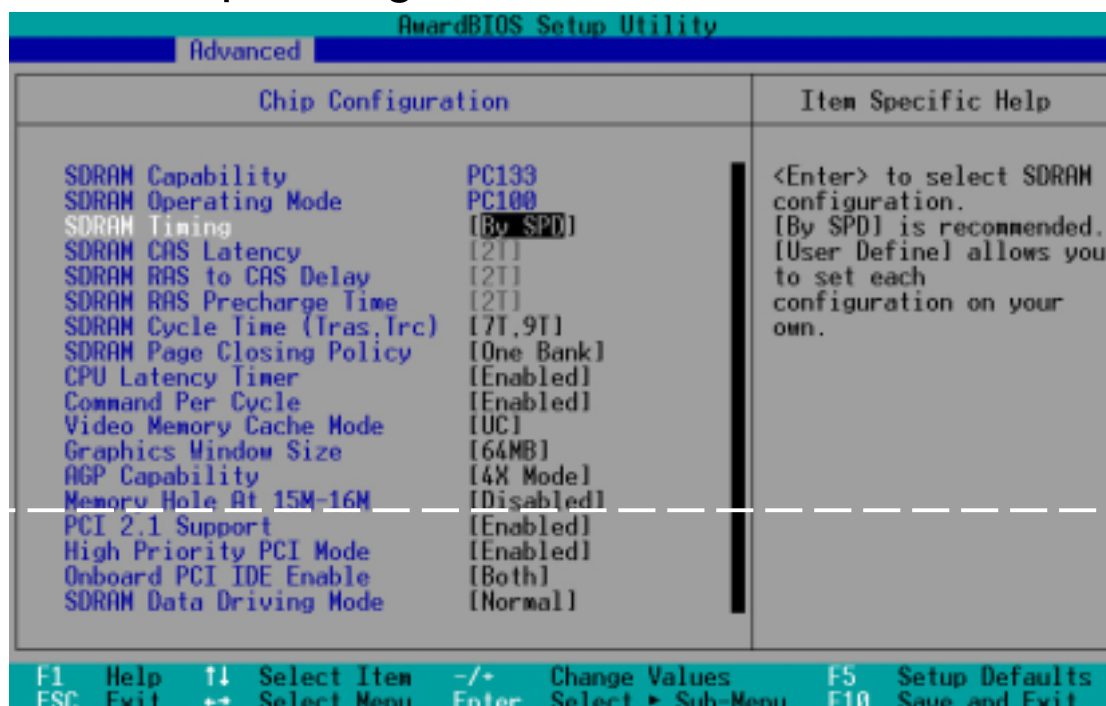 AwardBIOS Setup Utility
Advanced
Chip Configuration
Item Specific Help
SDRAM Capability PC133
SDRAM Operating Mode PC100
SDRAM Timing [By SPD]
SDRAM CAS Latency [2T]
SDRAM RAS to CAS Delay [2T]
SDRAM RAS Precharge Time [2T]
SDRAM Cycle Time (Tras,Trc) [7T,9T]
SDRAM Page Closing Policy [One Bank]
CPU Latency Timer [Enabled]
Command Per Cycle [Enabled]
Video Memory Cache Mode [UC]
Graphics Window Size [64MB]
AGP Capability [4X Mode]
Memory Hole At 15M-16M [Disabled]
PCI 2.1 Support [Enabled]
High Priority PCI Mode [Enabled]
Onboard PCI IDE Enable [Both]
SDRAM Data Driving Mode [Normal]
<Enter> to select SDRAM
configuration.
[By SPD] is recommended.
[User Define] allows you
to set each
configuration on your
own.
F1 Help ↑↓ Select Item -/+ Change Values F5 Setup Defaults
ESC Exit ←→ Select Menu Enter Select ► Sub-Menu F10 Save and Exit